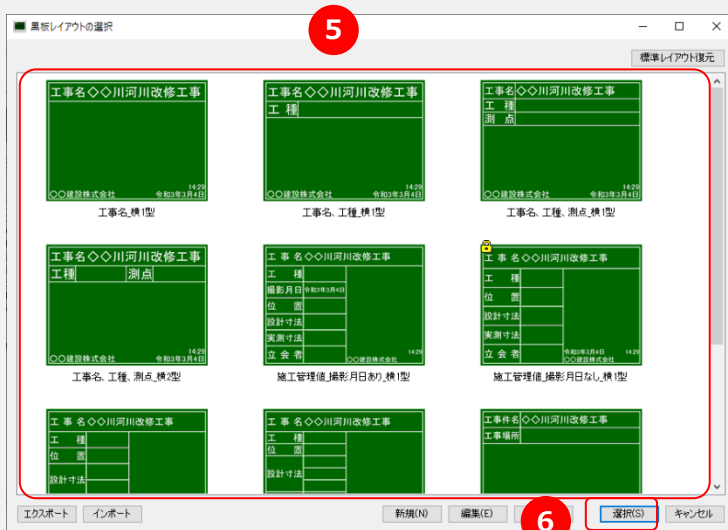 黒板レイアウトの選択
5
標準レイアウト復元
工事名◇◇川河川改修工事
14:29
〇〇建設株式会社 令和3年3月4日
工事名_横1型
工事名◇◇川河川改修工事
工 種
14:29
〇〇建設株式会社 令和3年3月4日
工事名、工種_横1型
工事名◇◇川河川改修工事
工 種
測 点
14:29
〇〇建設株式会社 令和3年3月4日
工事名、工種、測点_横1型
工事名◇◇川河川改修工事
工種 測点
14:29
〇〇建設株式会社 令和3年3月4日
工事名、工種、測点_横2型
工 事 名◇◇川河川改修工事
工 種
撮影月日 令和3年3月4日
位 置
設計寸法
実測寸法
14:29
立 会 者 〇〇建設株式会社
施工管理値_撮影月日あり_横1型
工 事 名◇◇川河川改修工事
工 種
位 置
設計寸法
実測寸法
令和3年3月4日 14:29
立 会 者 〇〇建設株式会社
施工管理値_撮影月日なし_横1型
工 事 名◇◇川河川改修工事
工 種
位 置
設計寸法
工 事 名◇◇川河川改修工事
工 種
位 置
設計寸法
工事件名◇◇川河川改修工事
工事場所
エクスポート インポート 新規(N) 編集(E) 6 選択(S) キャンセル